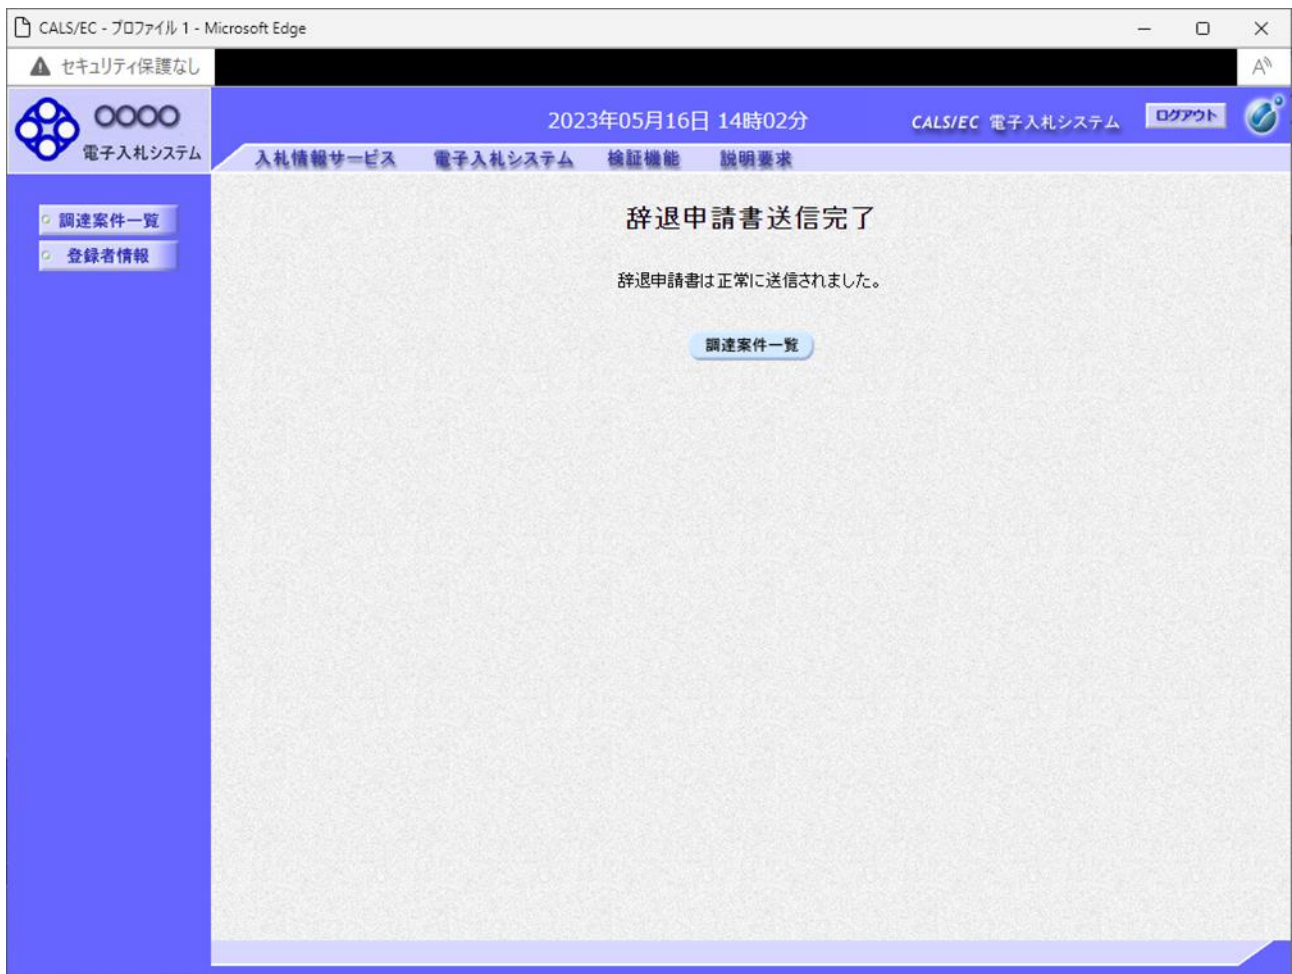 CALS/EC - プロファイル 1 - Microsoft Edge
セキュリティ保護なし
〇〇〇〇
電子入札システム
2023年05月16日 14時02分
CALS/EC 電子入札システム
ログアウト
入札情報サービス 電子入札システム 検証機能 説明要求
調達案件一覧
登録者情報
辞退申請書送信完了
辞退申請書は正常に送信されました。
調達案件一覧